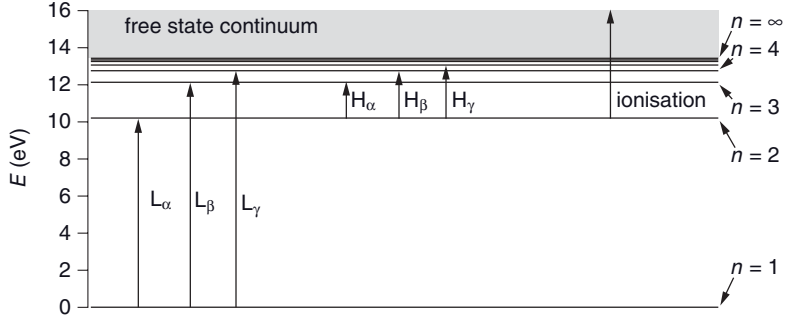 16
14
12
10
8
6
4
2
0
E (eV)
free state continuum
n = ∞
n = 4
n = 3
n = 2
n = 1
Hα
Hβ
Hγ
ionisation
Lα
Lβ
Lγ